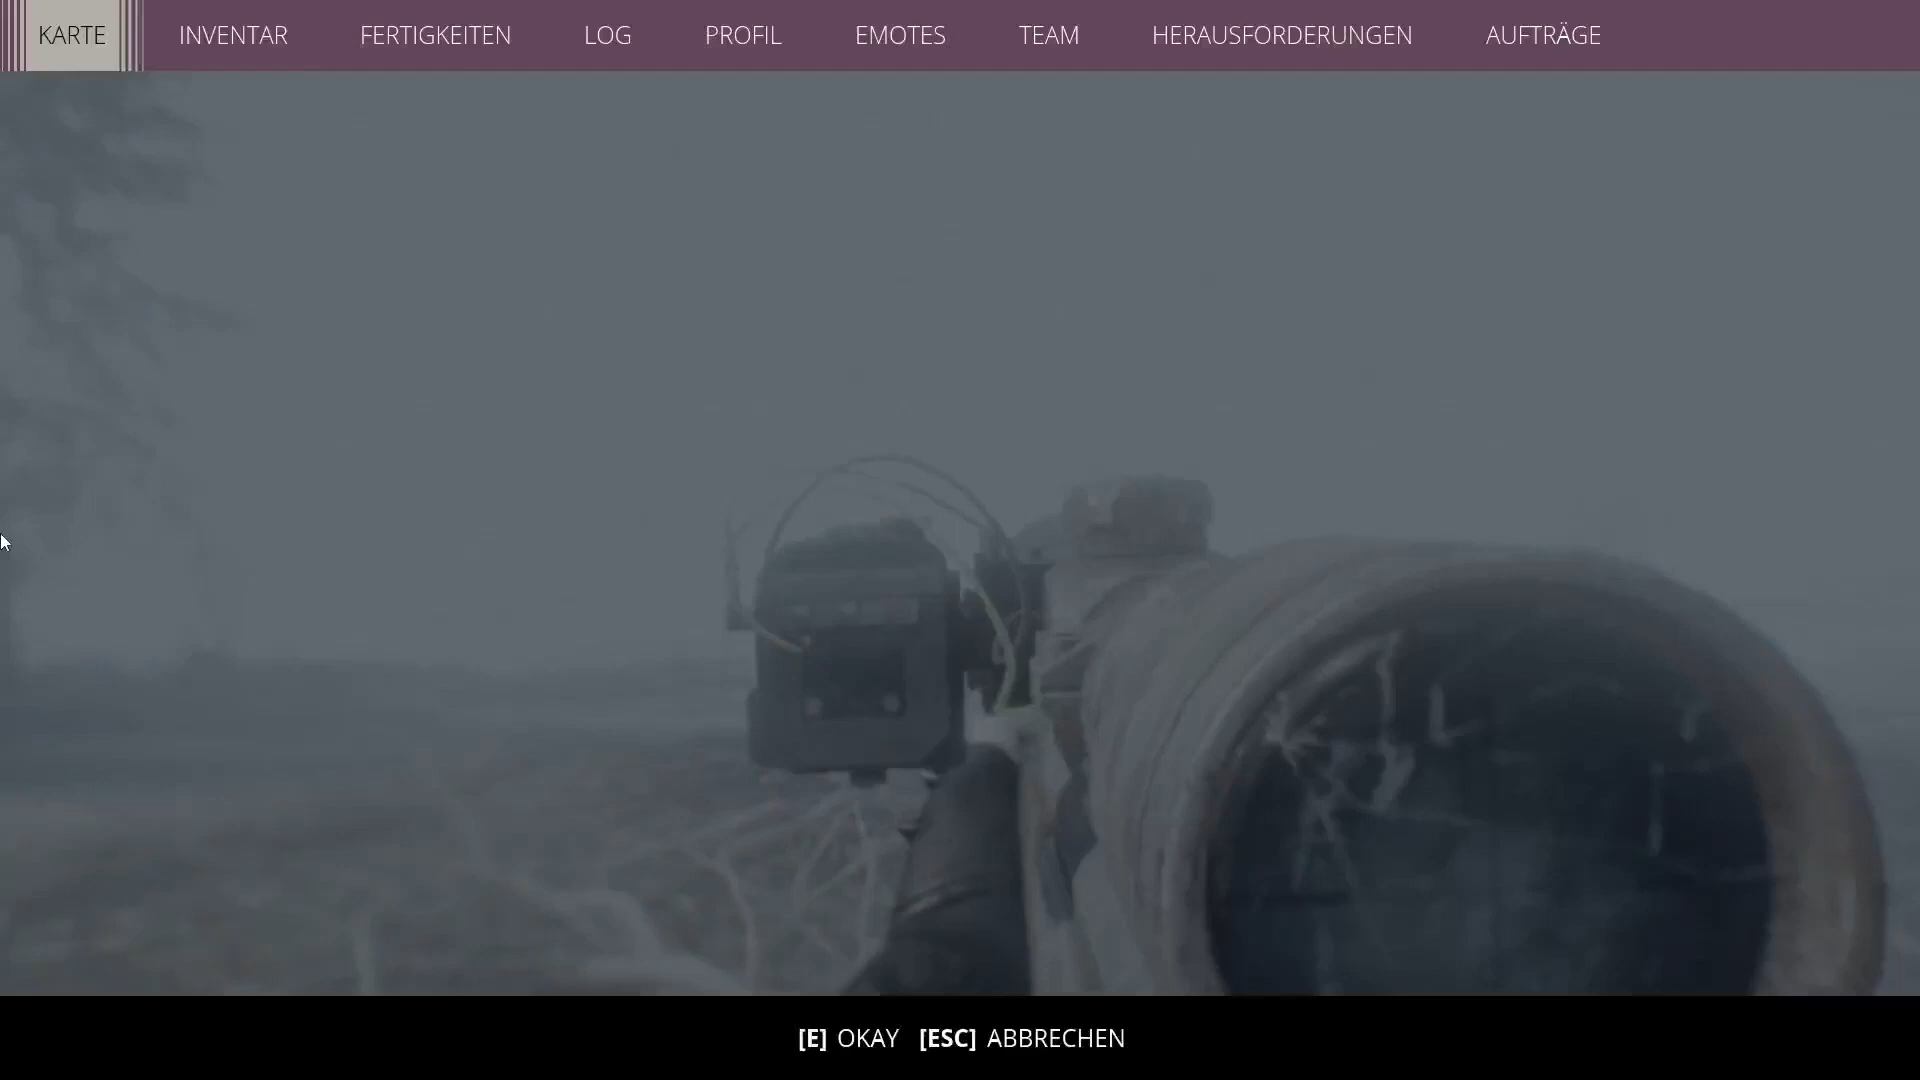 KARTE INVENTAR FERTIGKEITEN LOG PROFIL EMOTES TEAM HERAUSFORDERUNGEN AUFTRÄGE
[E] OKAY [ESC] ABBRECHEN